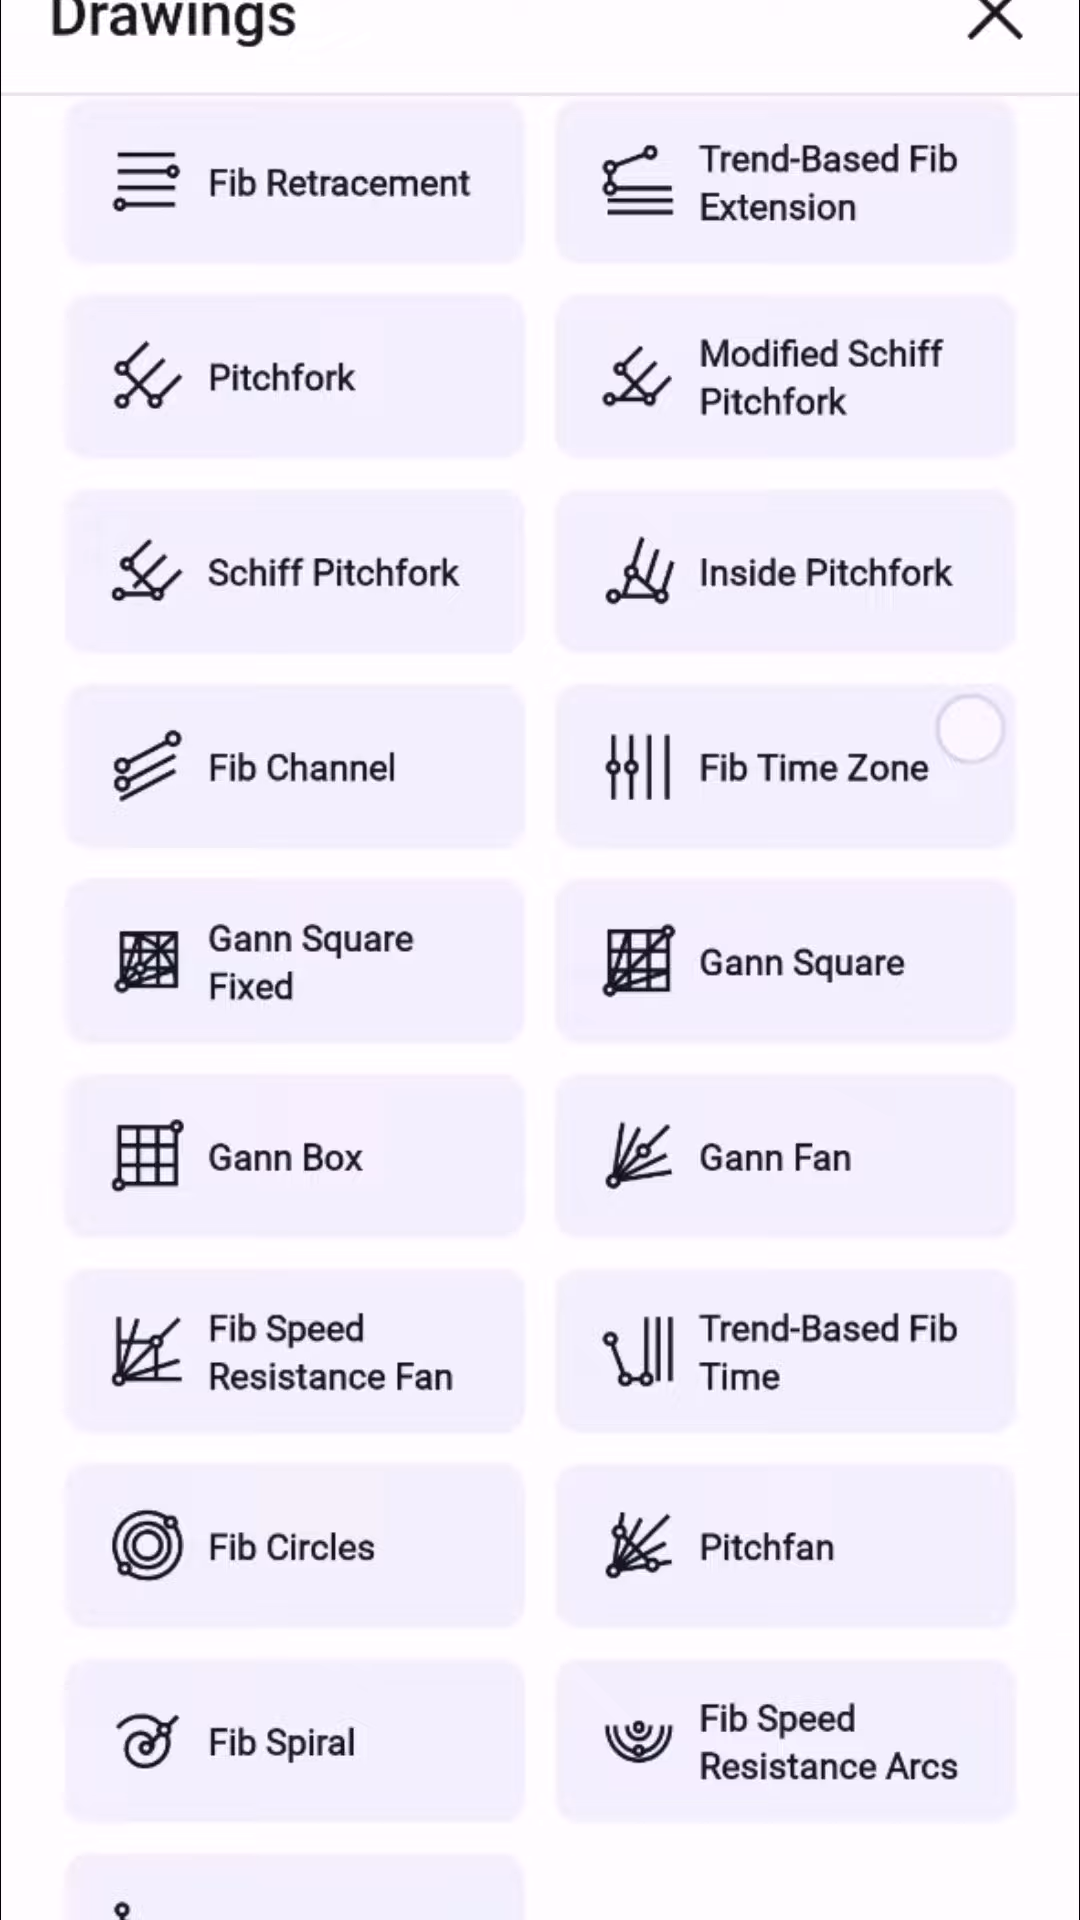 Drawings
Fib Retracement
Trend-Based Fib
Extension
Pitchfork
Modified Schiff
Pitchfork
Schiff Pitchfork
Inside Pitchfork
Fib Channel
Fib Time Zone
Gann Square
Fixed
Gann Square
Gann Box
Gann Fan
Fib Speed
Resistance Fan
Trend-Based Fib
Time
Fib Circles
Pitchfan
Fib Spiral
Fib Speed
Resistance Arcs